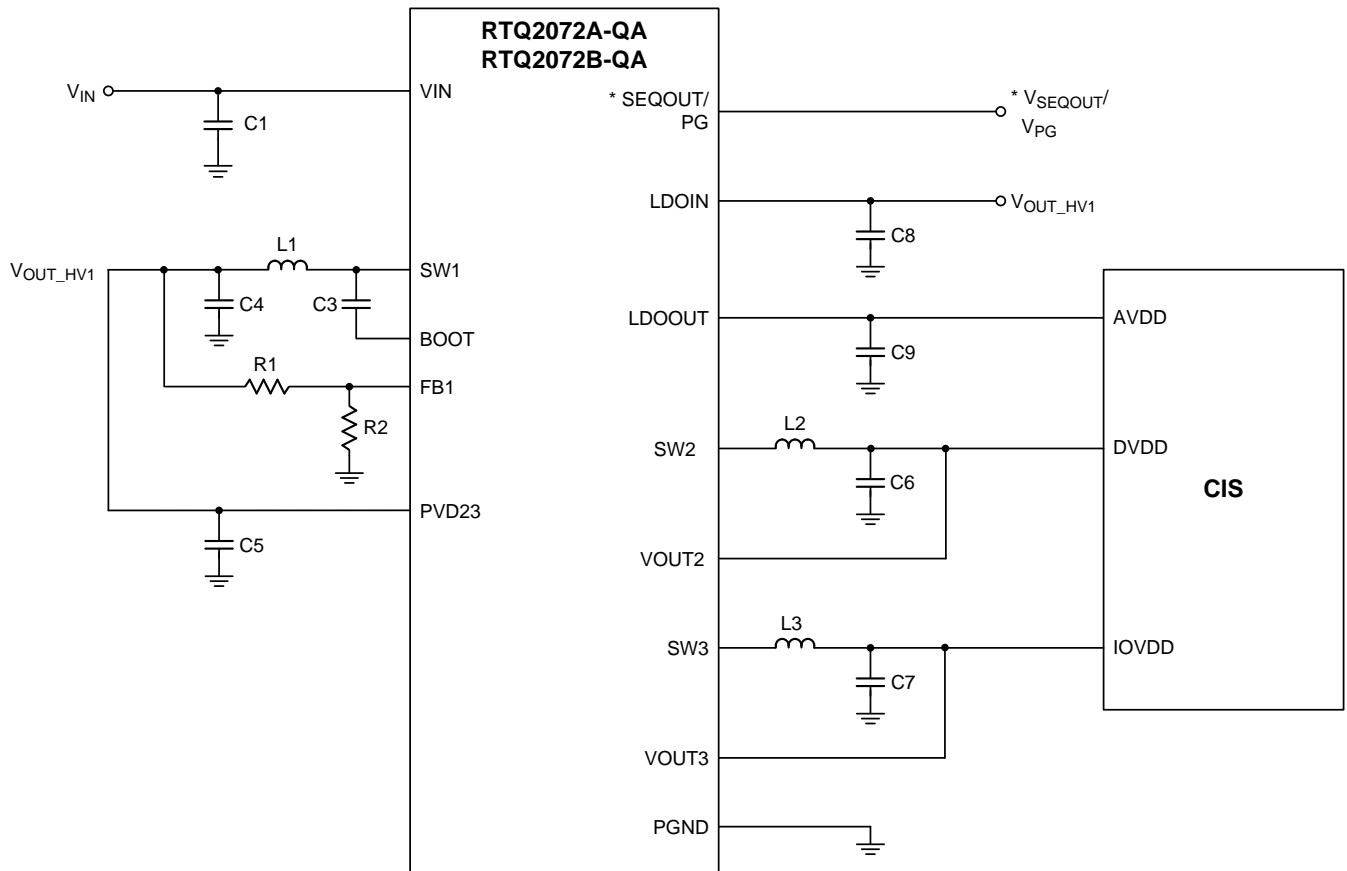 RTQ2072A-QA
RTQ2072B-QA
VIN
VIN
C1
* SEQOUT/
PG
* VSEQOUT/
VPG
LDOIN
VOUT_HV1
C8
VOUT_HV1
L1
SW1
C4
C3
BOOT
LDOOUT
AVDD
C9
R1
FB1
R2
SW2
L2
DVDD
C6
CIS
PVD23
C5
VOUT2
L3
SW3
IOVDD
C7
VOUT3
PGND